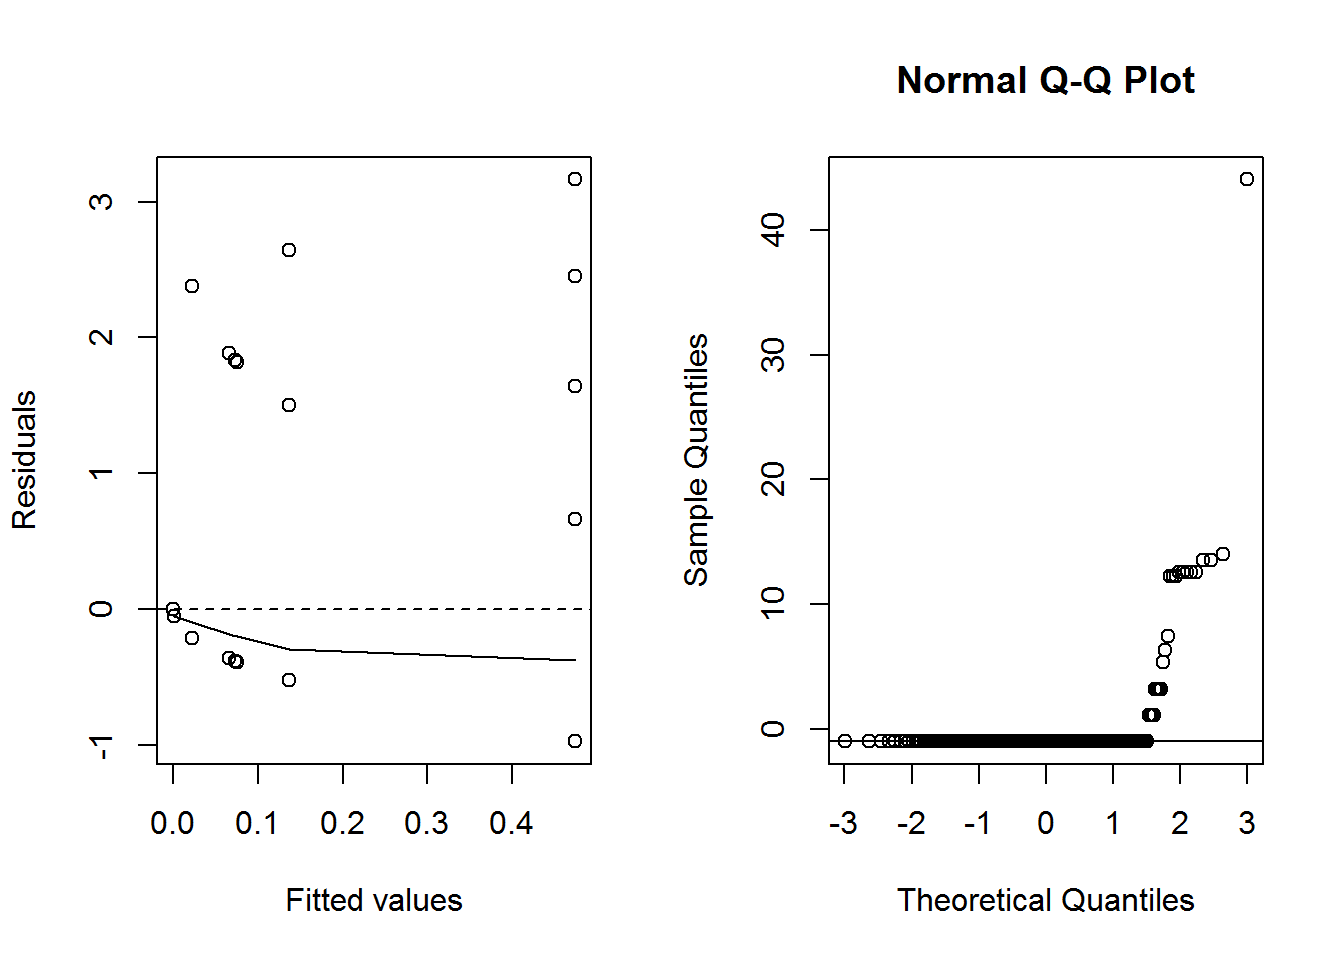 Residuals
3
2
1
0
-1
0.0 0.1 0.2 0.3 0.4
Fitted values
Normal Q-Q Plot
Sample Quantiles
40
30
20
10
0
-3 -2 -1 0 1 2 3
Theoretical Quantiles